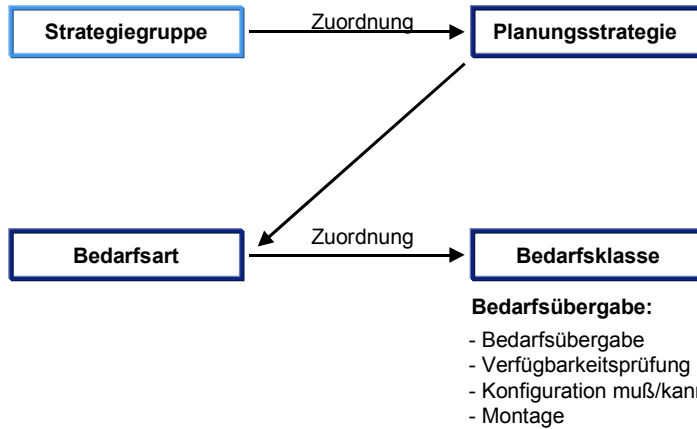 Strategiegruppe
Zuordnung
Planungsstrategie
Bedarfsart
Zuordnung
Bedarfsklasse
Bedarfsübergabe:
- Bedarfsübergabe
- Verfügbarkeitsprüfung
- Konfiguration muß/kann
- Montage